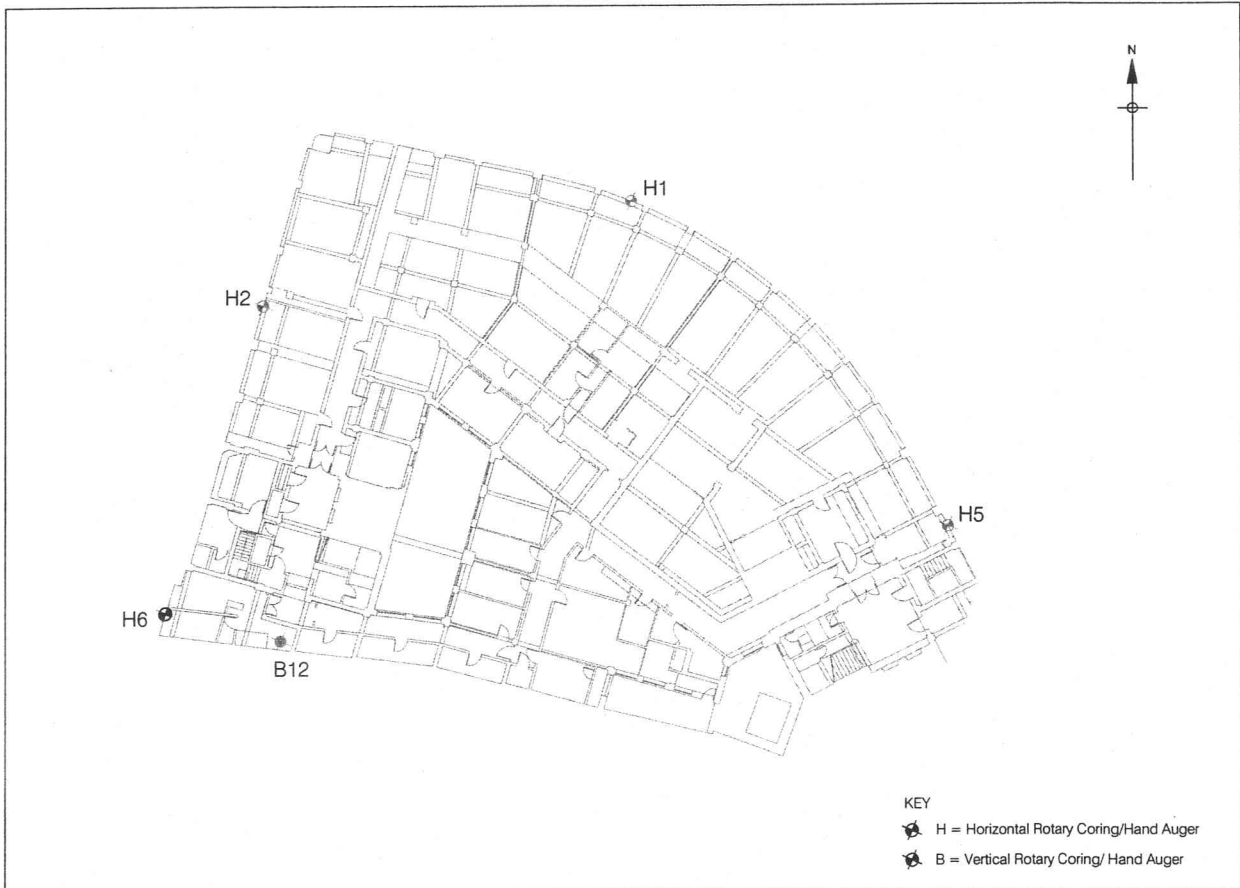 N
H1
H2
H5
H6
B12
KEY
H = Horizontal Rotary Coring/Hand Auger
B = Vertical Rotary Coring/ Hand Auger